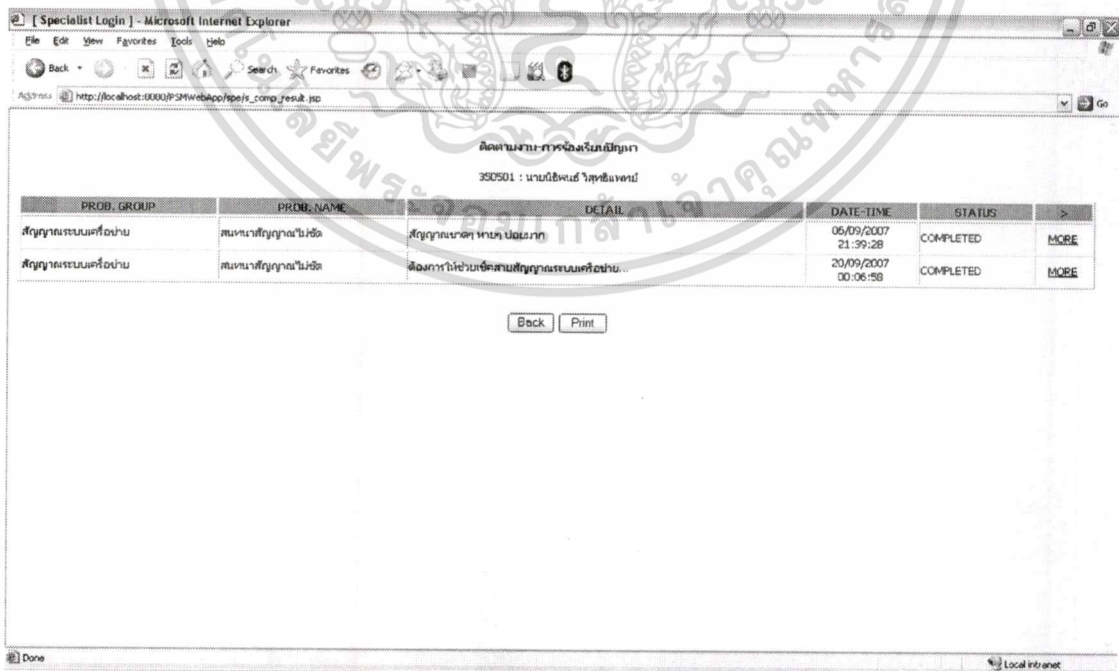 [ Specialist Login ] - Microsoft Internet Explorer
File Edit View Favorites Tools Help
Back Search Favorites
Address http://localhost:8080/PSMWebApp/spe/s_comp_result.jsp Go
ติดตามงาน-การร้องเรียนปัญหา
35D501 : นายนิธิพนธ์ วิสุทธิแพทย์
PROB. GROUP PROB. NAME DETAIL DATE-TIME STATUS >
สัญญาณระบบเครือข่าย สนทนาสัญญาณไม่ชัด สัญญาณขาดๆ หายๆ บ่อยมาก 05/09/2007 21:39:28 COMPLETED MORE
สัญญาณระบบเครือข่าย สนทนาสัญญาณไม่ชัด ต้องการให้ช่วยเช็คสายสัญญาณระบบเครือข่าย... 20/09/2007 00:06:58 COMPLETED MORE
Back Print
Done Local intranet